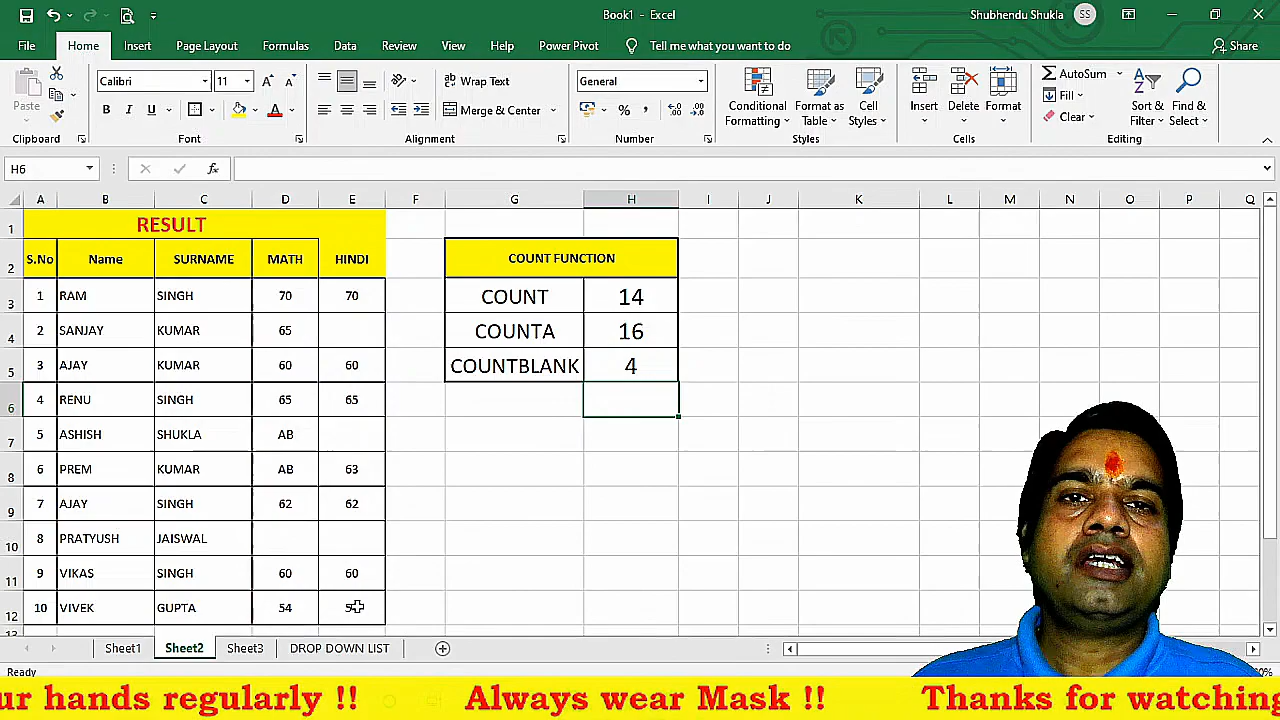 Book1 - Excel
Shubhendu Shukla SS
File Home Insert Page Layout Formulas Data Review View Help Power Pivot Tell me what you want to do Share
Paste Calibri 11 Wrap Text General Conditional Formatting Format as Table Cell Styles Insert Delete Format AutoSum Fill Clear Sort & Filter Find & Select
B I U Merge & Center
Clipboard Font Alignment Number Styles Cells Editing
H6 fx
A B C D E F G H I J K L M N O P Q
1 RESULT
2 S.No Name SURNAME MATH HINDI COUNT FUNCTION
3 1 RAM SINGH 70 70 COUNT 14
4 2 SANJAY KUMAR 65 COUNTA 16
5 3 AJAY KUMAR 60 60 COUNTBLANK 4
6 4 RENU SINGH 65 65
7 5 ASHISH SHUKLA AB
8 6 PREM KUMAR AB 63
9 7 AJAY SINGH 62 62
10 8 PRATYUSH JAISWAL
11 9 VIKAS SINGH 60 60
12 10 VIVEK GUPTA 54
Sheet1 Sheet2 Sheet3 DROP DOWN LIST
Ready
ur hands regularly !! Always wear Mask !! Thanks for watching